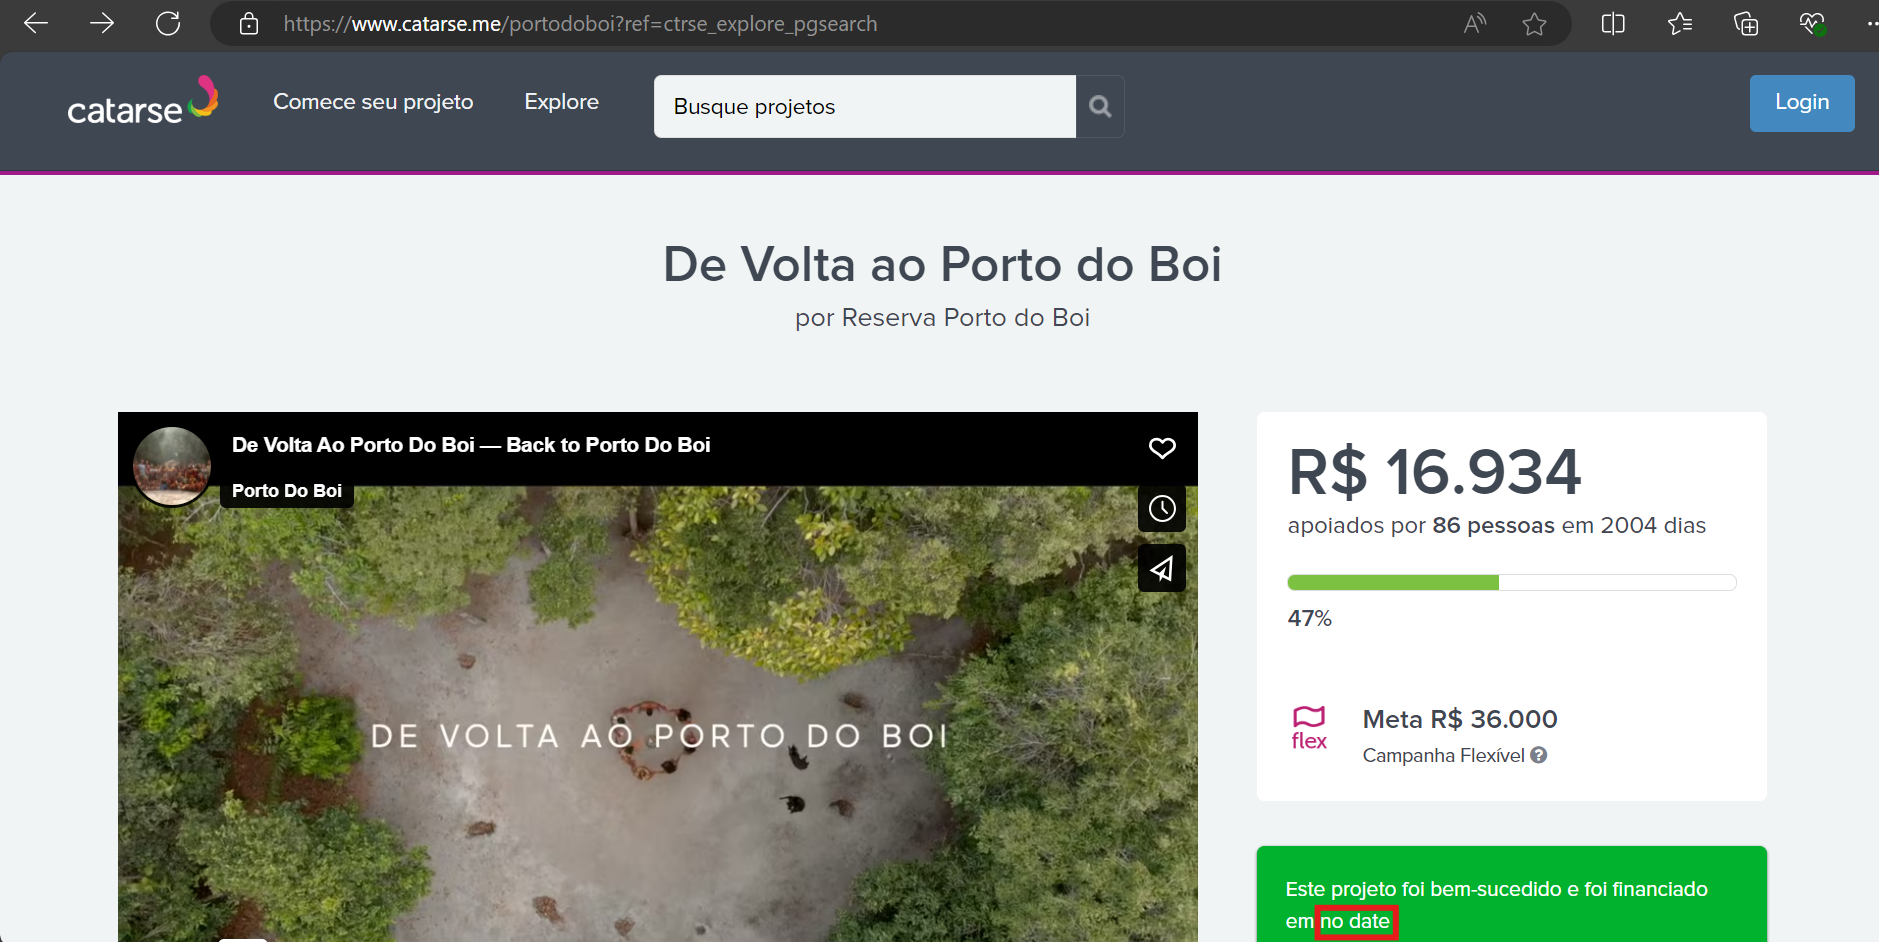 https://www.catarse.me/portodoboi?ref=ctrse_explore_pgsearch
catarse
Comece seu projeto
Explore
Busque projetos
Login
De Volta ao Porto do Boi
por Reserva Porto do Boi
De Volta Ao Porto Do Boi — Back to Porto Do Boi
Porto Do Boi
DE VOLTA AO PORTO DO BOI
R$ 16.934
apoiados por 86 pessoas em 2004 dias
47%
flex
Meta R$ 36.000
Campanha Flexível ?
Este projeto foi bem-sucedido e foi financiado
em no date